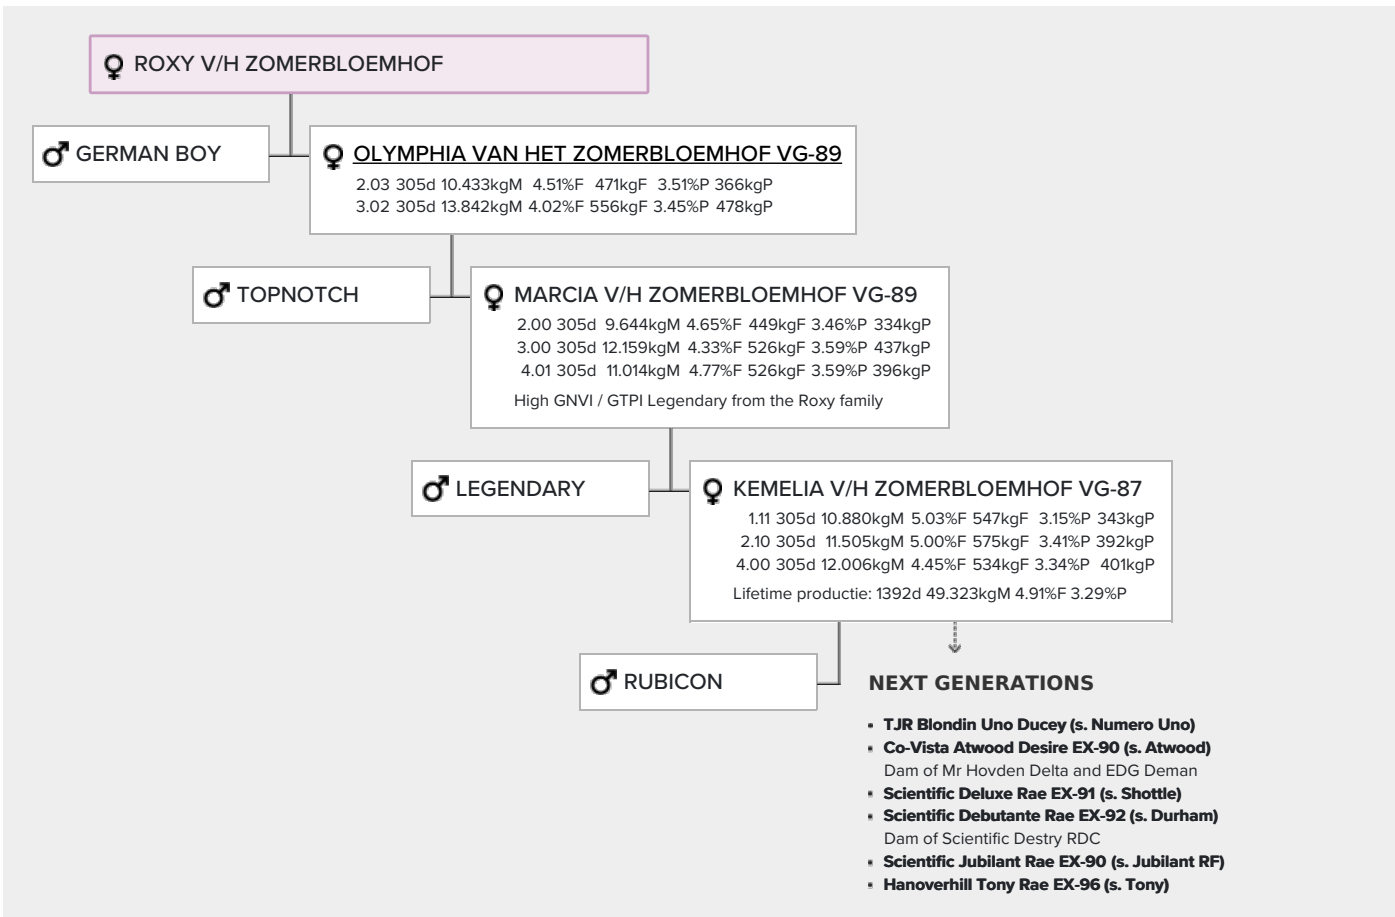 ROXY V/H ZOMERBLOEMHOF
GERMAN BOY
OLYMPHIA VAN HET ZOMERBLOEMHOF VG-89
2.03 305d 10.433kgM 4.51%F 471kgF 3.51%P 366kgP
3.02 305d 13.842kgM 4.02%F 556kgF 3.45%P 478kgP
TOPNOTCH
MARCIA V/H ZOMERBLOEMHOF VG-89
2.00 305d 9.644kgM 4.65%F 449kgF 3.46%P 334kgP
3.00 305d 12.159kgM 4.33%F 526kgF 3.59%P 437kgP
4.01 305d 11.014kgM 4.77%F 526kgF 3.59%P 396kgP
High GNVI / GTPI Legendary from the Roxy family
LEGENDARY
KEMELIA V/H ZOMERBLOEMHOF VG-87
1.11 305d 10.880kgM 5.03%F 547kgF 3.15%P 343kgP
2.10 305d 11.505kgM 5.00%F 575kgF 3.41%P 392kgP
4.00 305d 12.006kgM 4.45%F 534kgF 3.34%P 401kgP
Lifetime productie: 1392d 49.323kgM 4.91%F 3.29%P
RUBICON
NEXT GENERATIONS
TJR Blondin Uno Ducey (s. Numero Uno)
Co-Vista Atwood Desire EX-90 (s. Atwood)
Dam of Mr Hovden Delta and EDG Deman
Scientific Deluxe Rae EX-91 (s. Shottle)
Scientific Debutante Rae EX-92 (s. Durham)
Dam of Scientific Destry RDC
Scientific Jubilant Rae EX-90 (s. Jubilant RF)
Hanoverhill Tony Rae EX-96 (s. Tony)